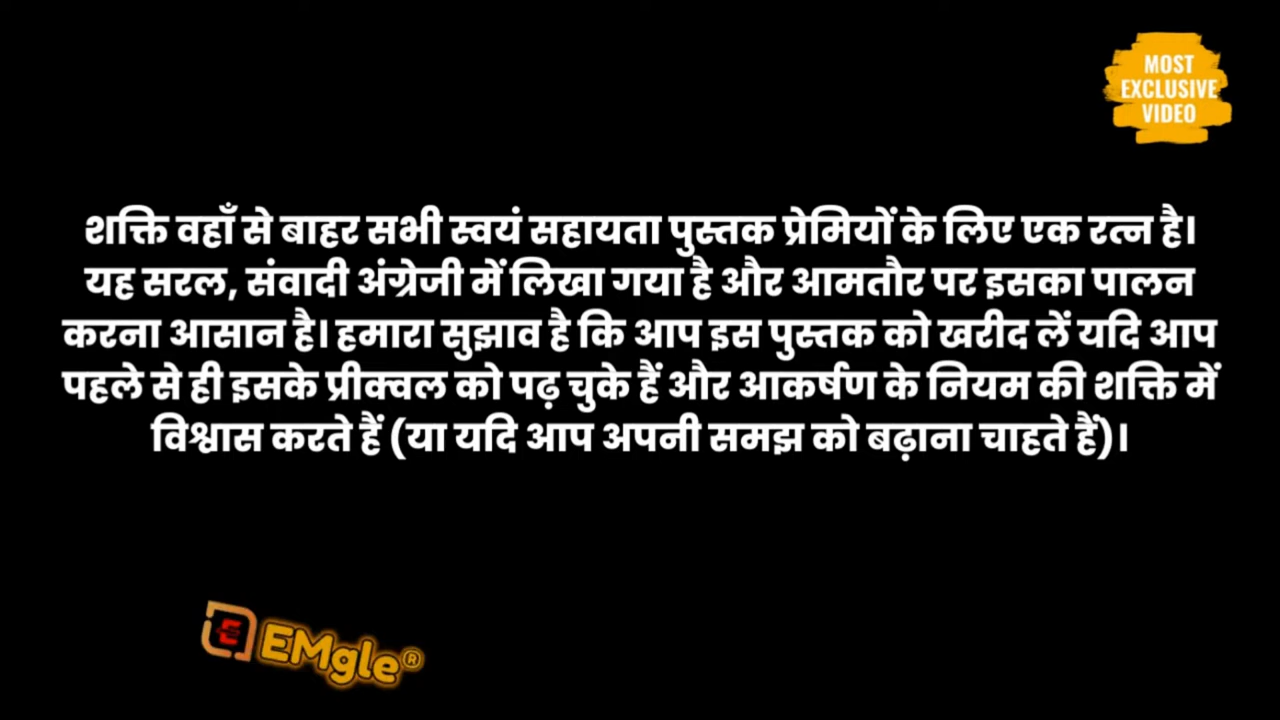 MOST
EXCLUSIVE
VIDEO
शक्ति वहाँ से बाहर सभी स्वयं सहायता पुस्तक प्रेमियों के लिए एक रत्न है।
यह सरल, संवादी अंग्रेजी में लिखा गया है और आमतौर पर इसका पालन
करना आसान है। हमारा सुझाव है कि आप इस पुस्तक को खरीद लें यदि आप
पहले से ही इसके प्रीक्वल को पढ़ चुके हैं और आकर्षण के नियम की शक्ति में
विश्वास करते हैं (या यदि आप अपनी समझ को बढ़ाना चाहते हैं)।
EMgle®